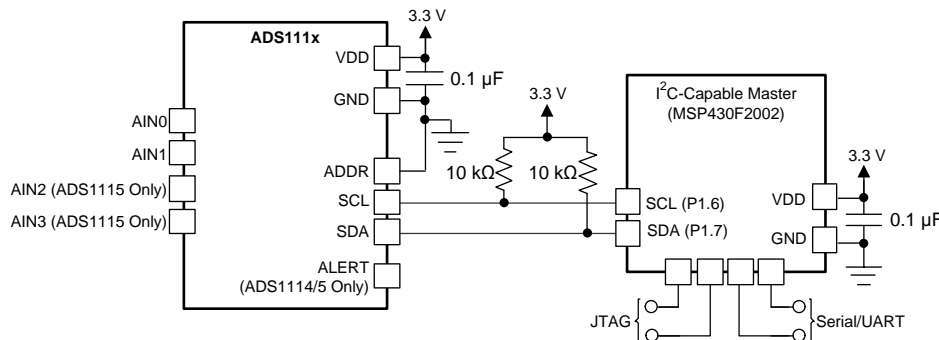 ADS111x
3.3 V
VDD
0.1 µF
GND
AIN0
AIN1
ADDR
AIN2 (ADS1115 Only)
SCL
AIN3 (ADS1115 Only)
SDA
ALERT
(ADS1114/5 Only)
3.3 V
10 kΩ
10 kΩ
I²C-Capable Master
(MSP430F2002)
3.3 V
SCL (P1.6)
VDD
0.1 µF
SDA (P1.7)
GND
JTAG
Serial/UART